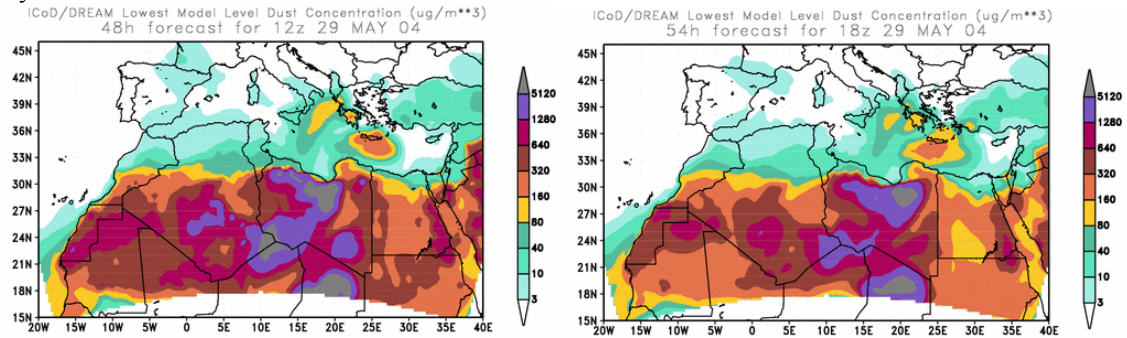 ICoD/DREAM Lowest Model Level Dust Concentration (ug/m**3)
48h forecast for 12z 29 MAY 04
45N
42N
39N
36N
33N
30N
27N
24N
21N
18N
15N
20W 15W 10W 5W 0 5E 10E 15E 20E 25E 30E 35E 40E
5120
1280
640
320
160
80
40
10
3
ICoD/DREAM Lowest Model Level Dust Concentration (ug/m**3)
54h forecast for 18z 29 MAY 04
45N
42N
39N
36N
33N
30N
27N
24N
21N
18N
15N
20W 15W 10W 5W 0 5E 10E 15E 20E 25E 30E 35E 40E
5120
1280
640
320
160
80
40
10
3